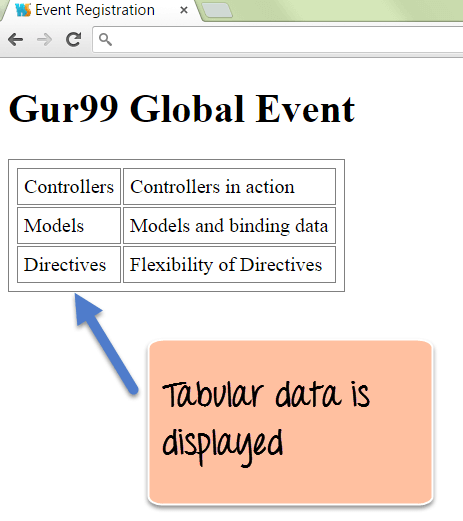 Event Registration
Gur99 Global Event
Controllers Controllers in action
Models Models and binding data
Directives Flexibility of Directives
Tabular data is
displayed